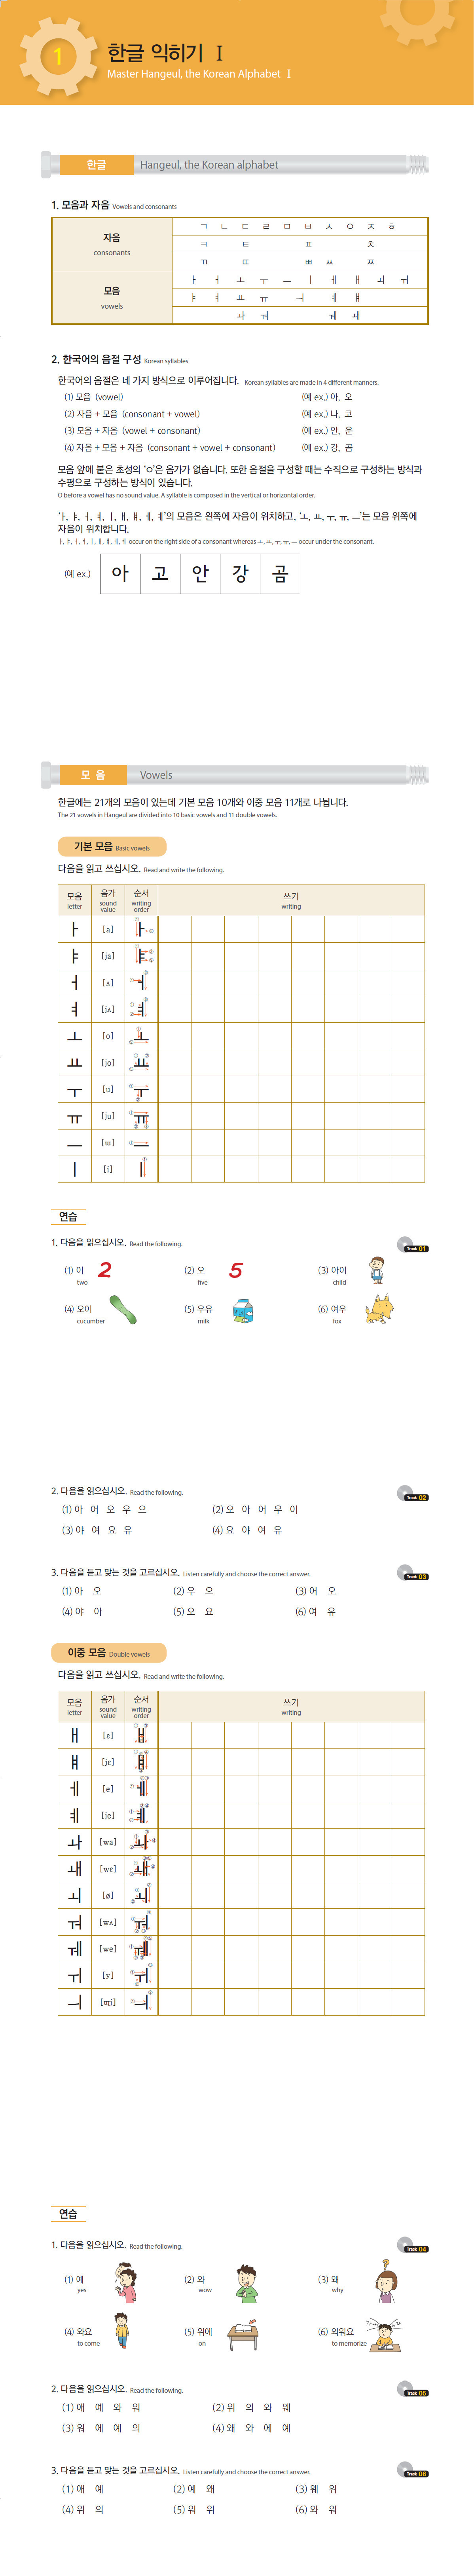 1
한글 익히기 Ⅰ
Master Hangeul, the Korean Alphabet Ⅰ
한글 Hangeul, the Korean alphabet
1. 모음과 자음 Vowels and consonants
자음
consonants
ㄱ ㄴ ㄷ ㄹ ㅁ ㅂ ㅅ ㅇ ㅈ ㅎ
ㅋ ㅌ ㅍ ㅊ
ㄲ ㄸ ㅃ ㅆ ㅉ
모음
vowels
ㅏ ㅓ ㅗ ㅜ ㅡ ㅣ ㅔ ㅐ ㅚ ㅟ
ㅑ ㅕ ㅛ ㅠ ㅢ ㅖ ㅒ
ㅘ ㅝ ㅞ ㅙ
2. 한국어의 음절 구성 Korean syllables
한국어의 음절은 네 가지 방식으로 이루어집니다. Korean syllables are made in 4 different manners.
(1) 모음 (vowel) (예 ex.) 아, 오
(2) 자음 + 모음 (consonant + vowel) (예 ex.) 나, 코
(3) 모음 + 자음 (vowel + consonant) (예 ex.) 안, 운
(4) 자음 + 모음 + 자음 (consonant + vowel + consonant) (예 ex.) 강, 곰
모음 앞에 붙은 초성의 'ㅇ'은 음가가 없습니다. 또한 음절을 구성할 때는 수직으로 구성하는 방식과
수평으로 구성하는 방식이 있습니다.
O before a vowel has no sound value. A syllable is composed in the vertical or horizontal order.
'ㅏ, ㅑ, ㅓ, ㅕ, ㅣ, ㅐ, ㅒ, ㅔ, ㅖ'의 모음은 왼쪽에 자음이 위치하고, 'ㅗ, ㅛ, ㅜ, ㅠ, ㅡ'는 모음 위쪽에
자음이 위치합니다.
ㅏ, ㅑ, ㅓ, ㅕ, ㅣ, ㅐ, ㅒ, ㅔ, ㅖ occur on the right side of a consonant whereas ㅗ, ㅛ, ㅜ, ㅠ, ㅡ occur under the consonant.
(예 ex.) 아 고 안 강 곰
모 음 Vowels
한글에는 21개의 모음이 있는데 기본 모음 10개와 이중 모음 11개로 나뉩니다.
The 21 vowels in Hangeul are divided into 10 basic vowels and 11 double vowels.
기본 모음 Basic vowels
다음을 읽고 쓰십시오. Read and write the following.
모음 음가 순서 쓰기
letter sound value writing order writing
ㅏ [a] ㅏ
ㅑ [ja] ㅑ
ㅓ [ʌ] ㅓ
ㅕ [jʌ] ㅕ
ㅗ [o] ㅗ
ㅛ [jo] ㅛ
ㅜ [u] ㅜ
ㅠ [ju] ㅠ
ㅡ [ɯ] ㅡ
ㅣ [i] ㅣ
연습
1. 다음을 읽으십시오. Read the following. Track 01
(1) 이 2 (2) 오 5 (3) 아이
two five child
(4) 오이 (5) 우유 (6) 여우
cucumber milk fox
2. 다음을 읽으십시오. Read the following. Track 02
(1) 아 어 오 우 으 (2) 오 아 어 우 이
(3) 야 여 요 유 (4) 요 야 여 유
3. 다음을 듣고 맞는 것을 고르십시오. Listen carefully and choose the correct answer. Track 03
(1) 아 오 (2) 우 으 (3) 어 오
(4) 야 아 (5) 오 요 (6) 여 유
이중 모음 Double vowels
다음을 읽고 쓰십시오. Read and write the following.
모음 음가 순서 쓰기
letter sound value writing order writing
ㅐ [ɛ] ㅐ
ㅒ [jɛ] ㅒ
ㅔ [e] ㅔ
ㅖ [je] ㅖ
ㅘ [wa] ㅘ
ㅙ [wɛ] ㅙ
ㅚ [ø] ㅚ
ㅝ [wʌ] ㅝ
ㅞ [we] ㅞ
ㅟ [y] ㅟ
ㅢ [ɯi] ㅢ
연습
1. 다음을 읽으십시오. Read the following. Track 04
(1) 예 (2) 와 (3) 왜
yes wow why
(4) 와요 (5) 위에 (6) 외워요
to come on to memorize
2. 다음을 읽으십시오. Read the following. Track 05
(1) 애 예 와 워 (2) 위 의 와 웨
(3) 워 에 예 의 (4) 왜 와 에 예
3. 다음을 듣고 맞는 것을 고르십시오. Listen carefully and choose the correct answer. Track 06
(1) 애 예 (2) 예 왜 (3) 웨 위
(4) 위 의 (5) 워 위 (6) 와 워